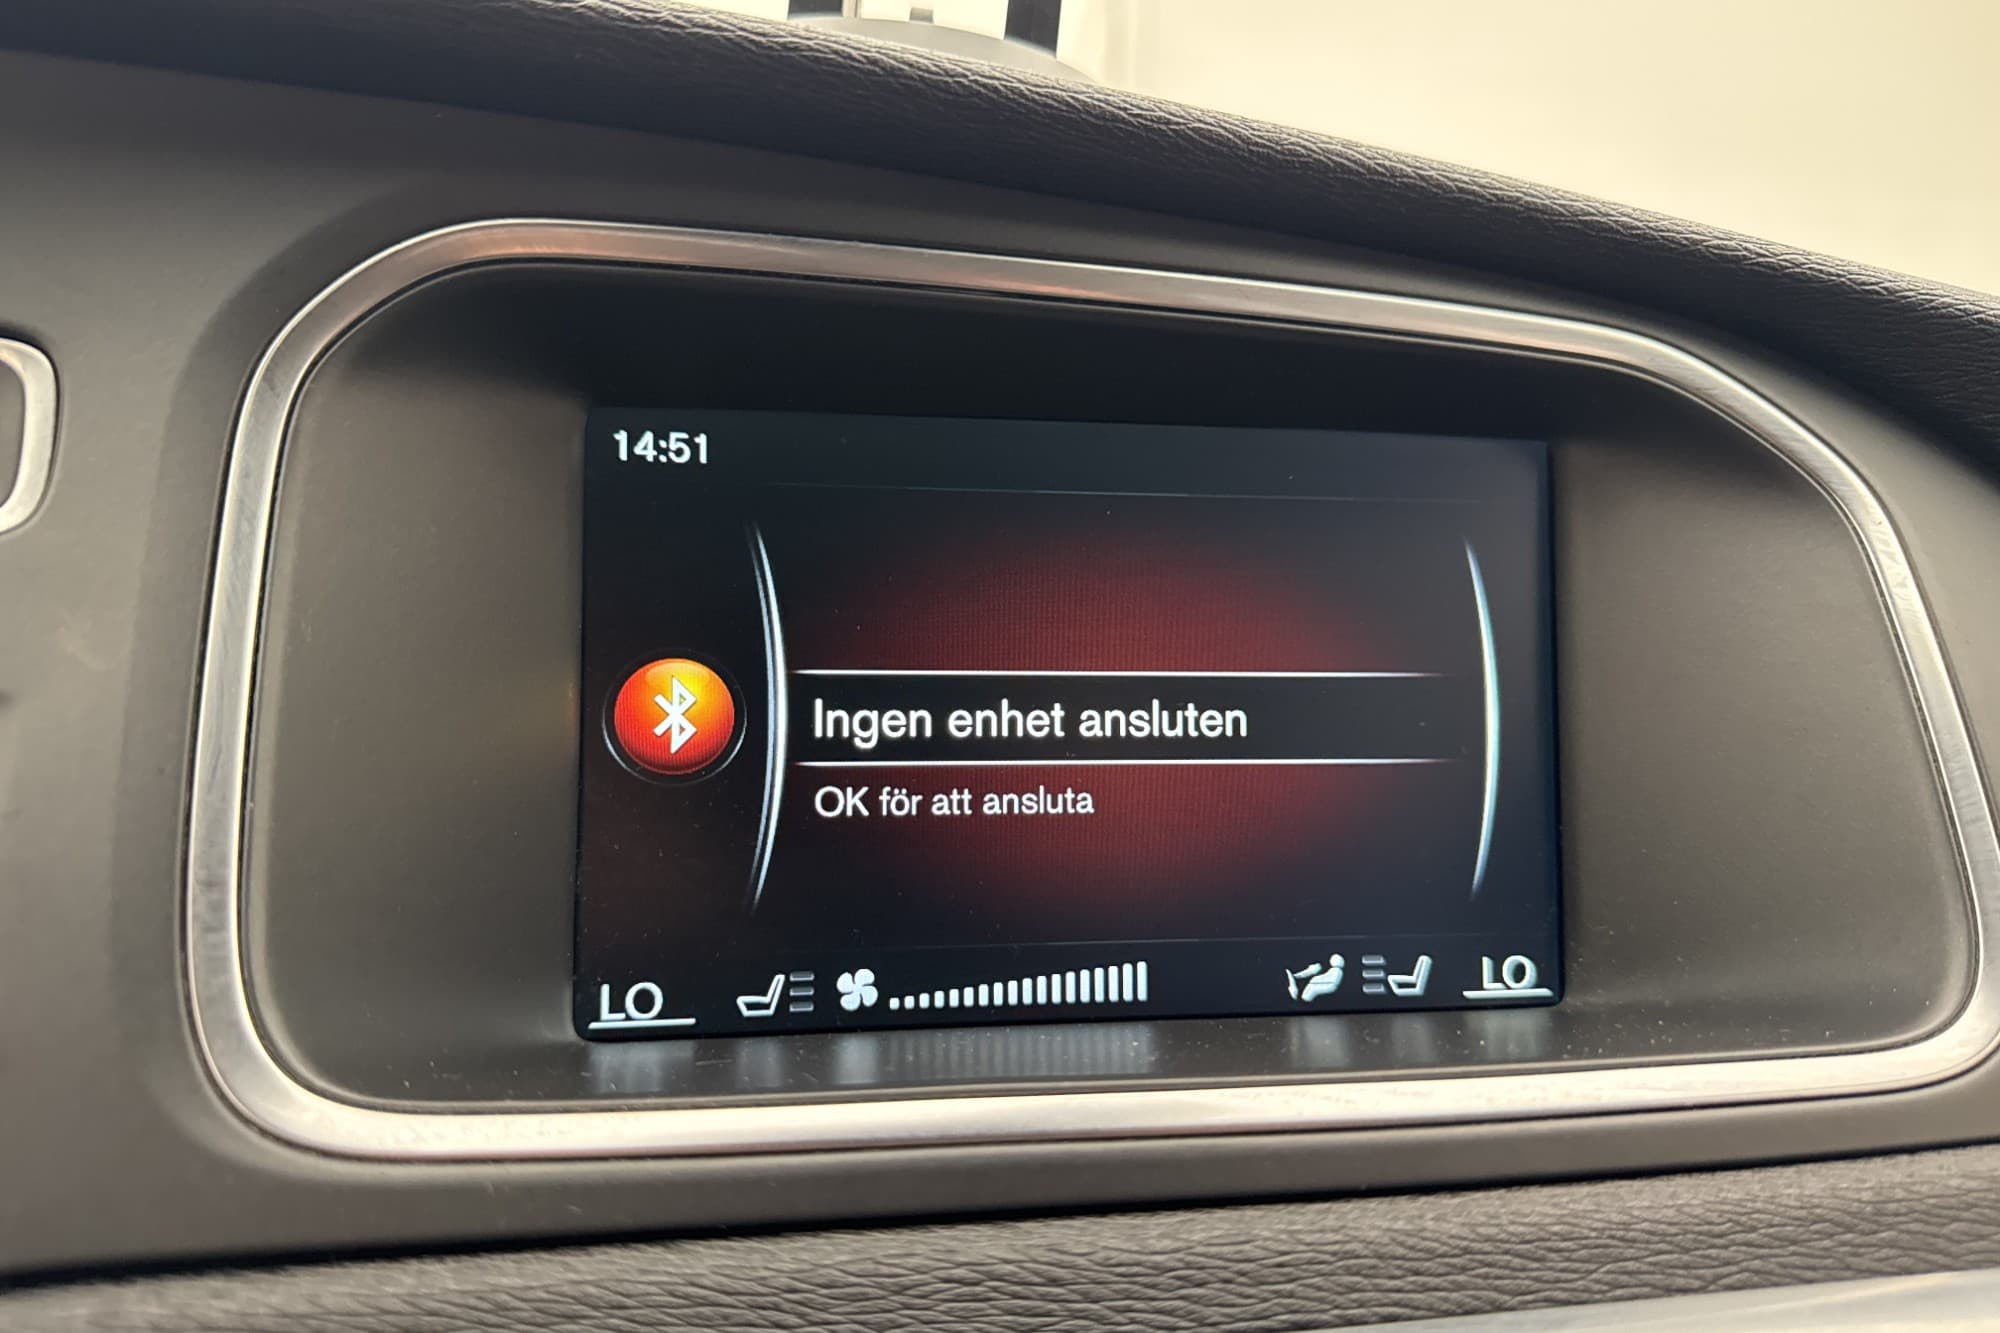 14:51
Ingen enhet ansluten
OK för att ansluta
LO LO